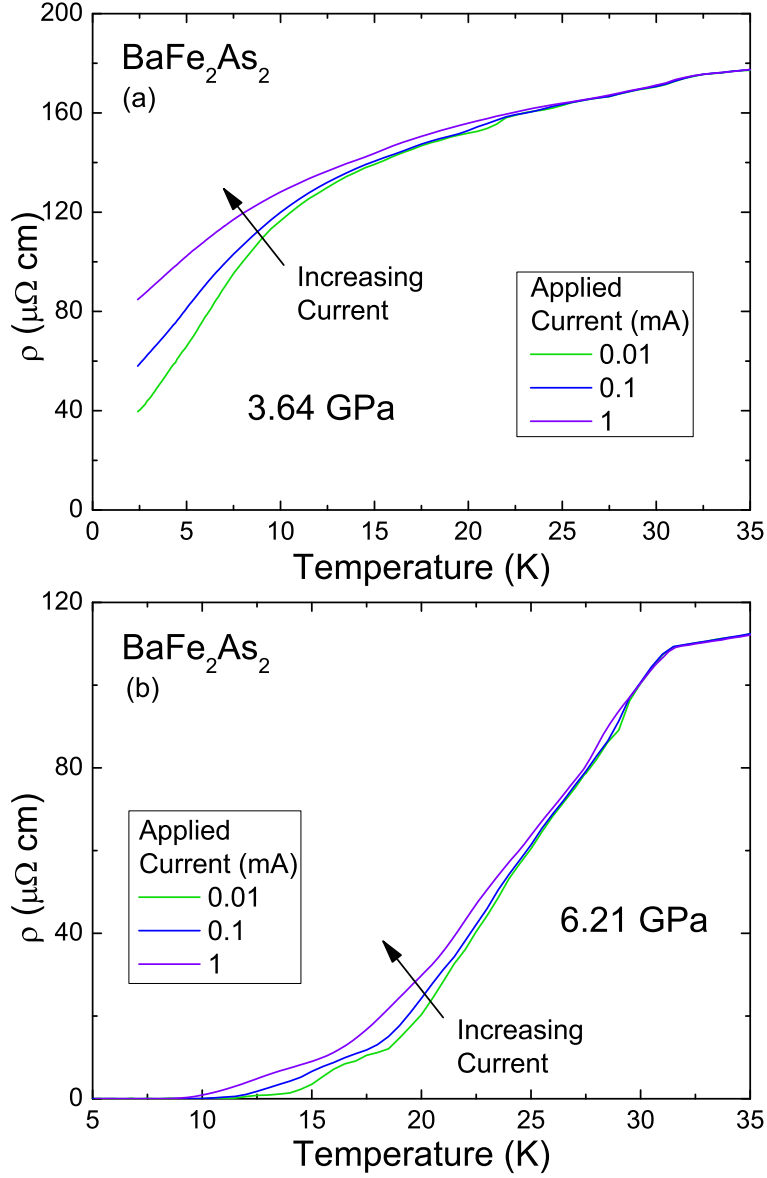 200
160
120
80
40
0
ρ (μΩ cm)
BaFe₂As₂
(a)
Increasing
Current
3.64 GPa
Applied
Current (mA)
0.01
0.1
1
0 5 10 15 20 25 30 35
Temperature (K)
120
80
40
0
ρ (μΩ cm)
BaFe₂As₂
(b)
Applied
Current (mA)
0.01
0.1
1
6.21 GPa
Increasing
Current
5 10 15 20 25 30 35
Temperature (K)